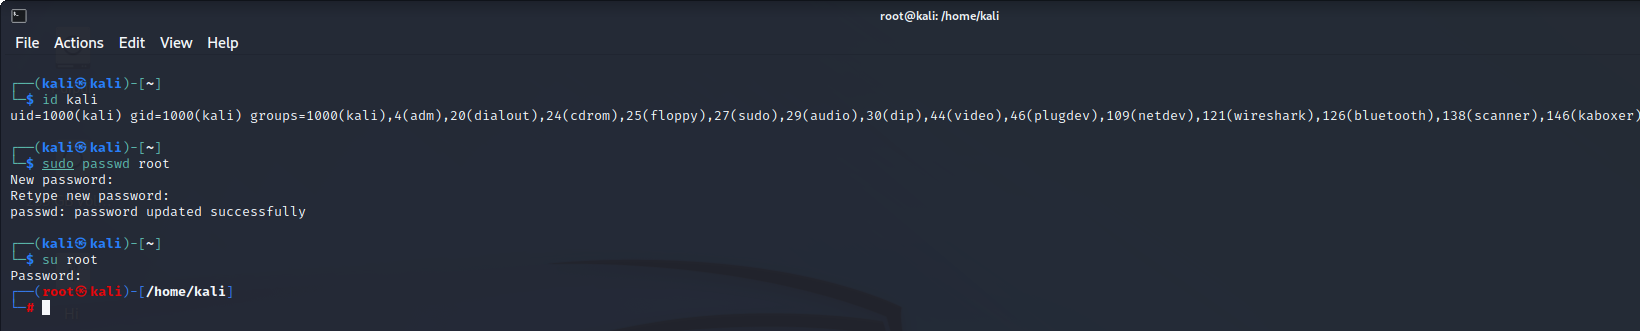 root@kali: /home/kali
File Actions Edit View Help
┌──(kali㉿kali)-[~]
└─$ id kali
uid=1000(kali) gid=1000(kali) groups=1000(kali),4(adm),20(dialout),24(cdrom),25(floppy),27(sudo),29(audio),30(dip),44(video),46(plugdev),109(netdev),121(wireshark),126(bluetooth),138(scanner),146(kaboxer)
┌──(kali㉿kali)-[~]
└─$ sudo passwd root
New password:
Retype new password:
passwd: password updated successfully
┌──(kali㉿kali)-[~]
└─$ su root
Password:
┌──(root㉿kali)-[/home/kali]
└─#